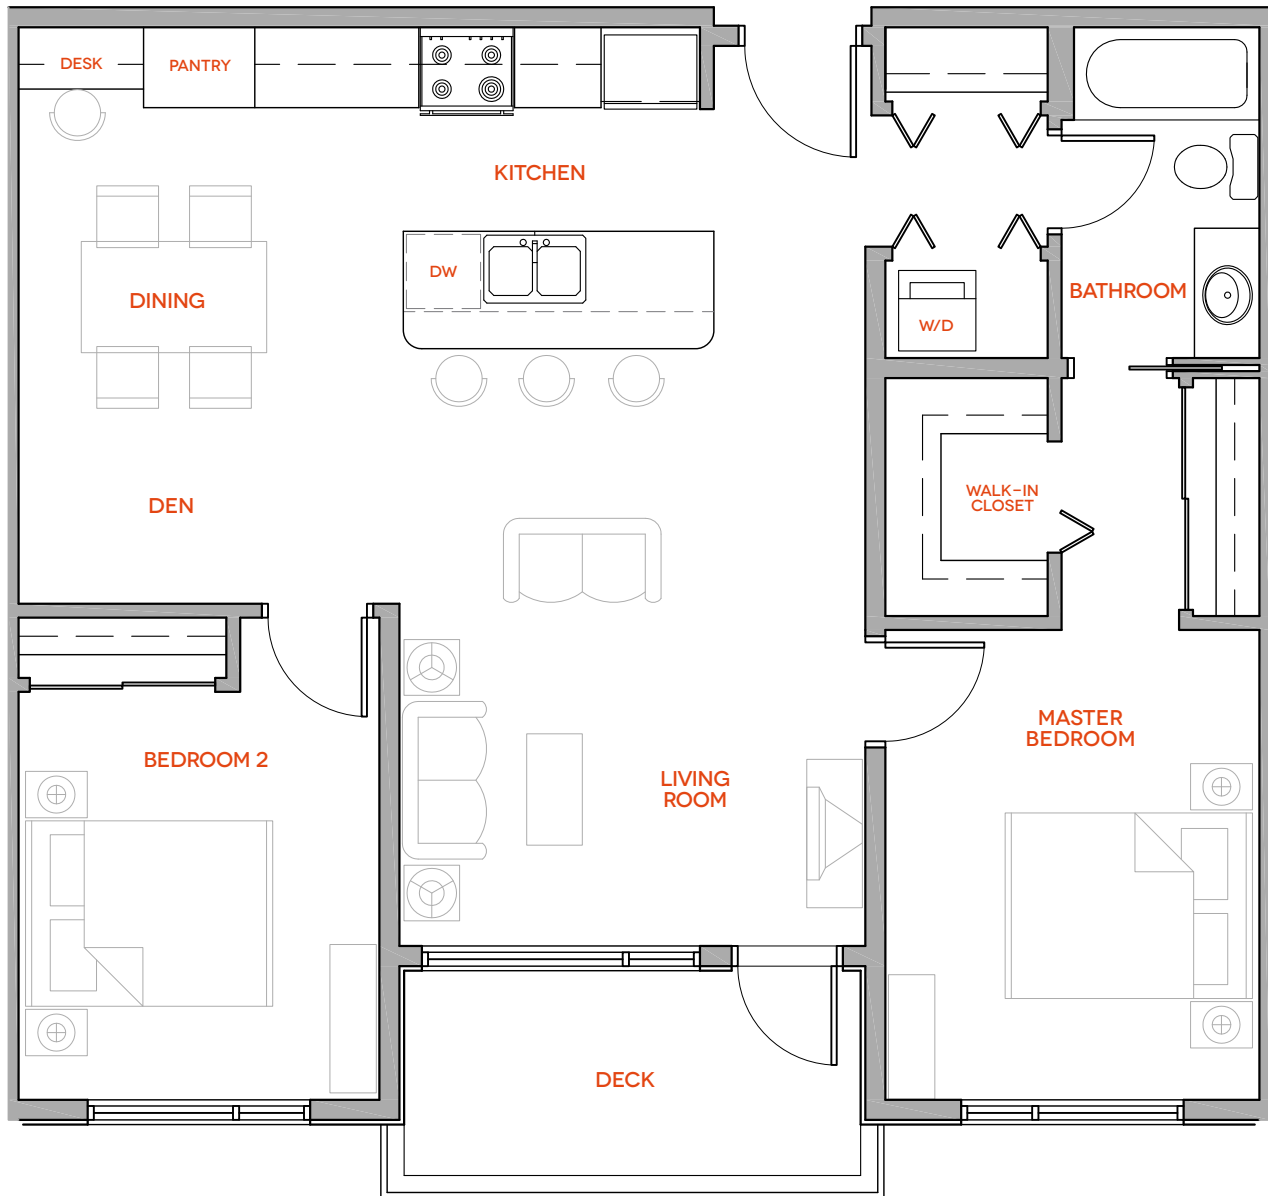 DESK
PANTRY
KITCHEN
DW
DINING
BATHROOM
W/D
WALK-IN
CLOSET
DEN
MASTER
BEDROOM
BEDROOM 2
LIVING
ROOM
DECK